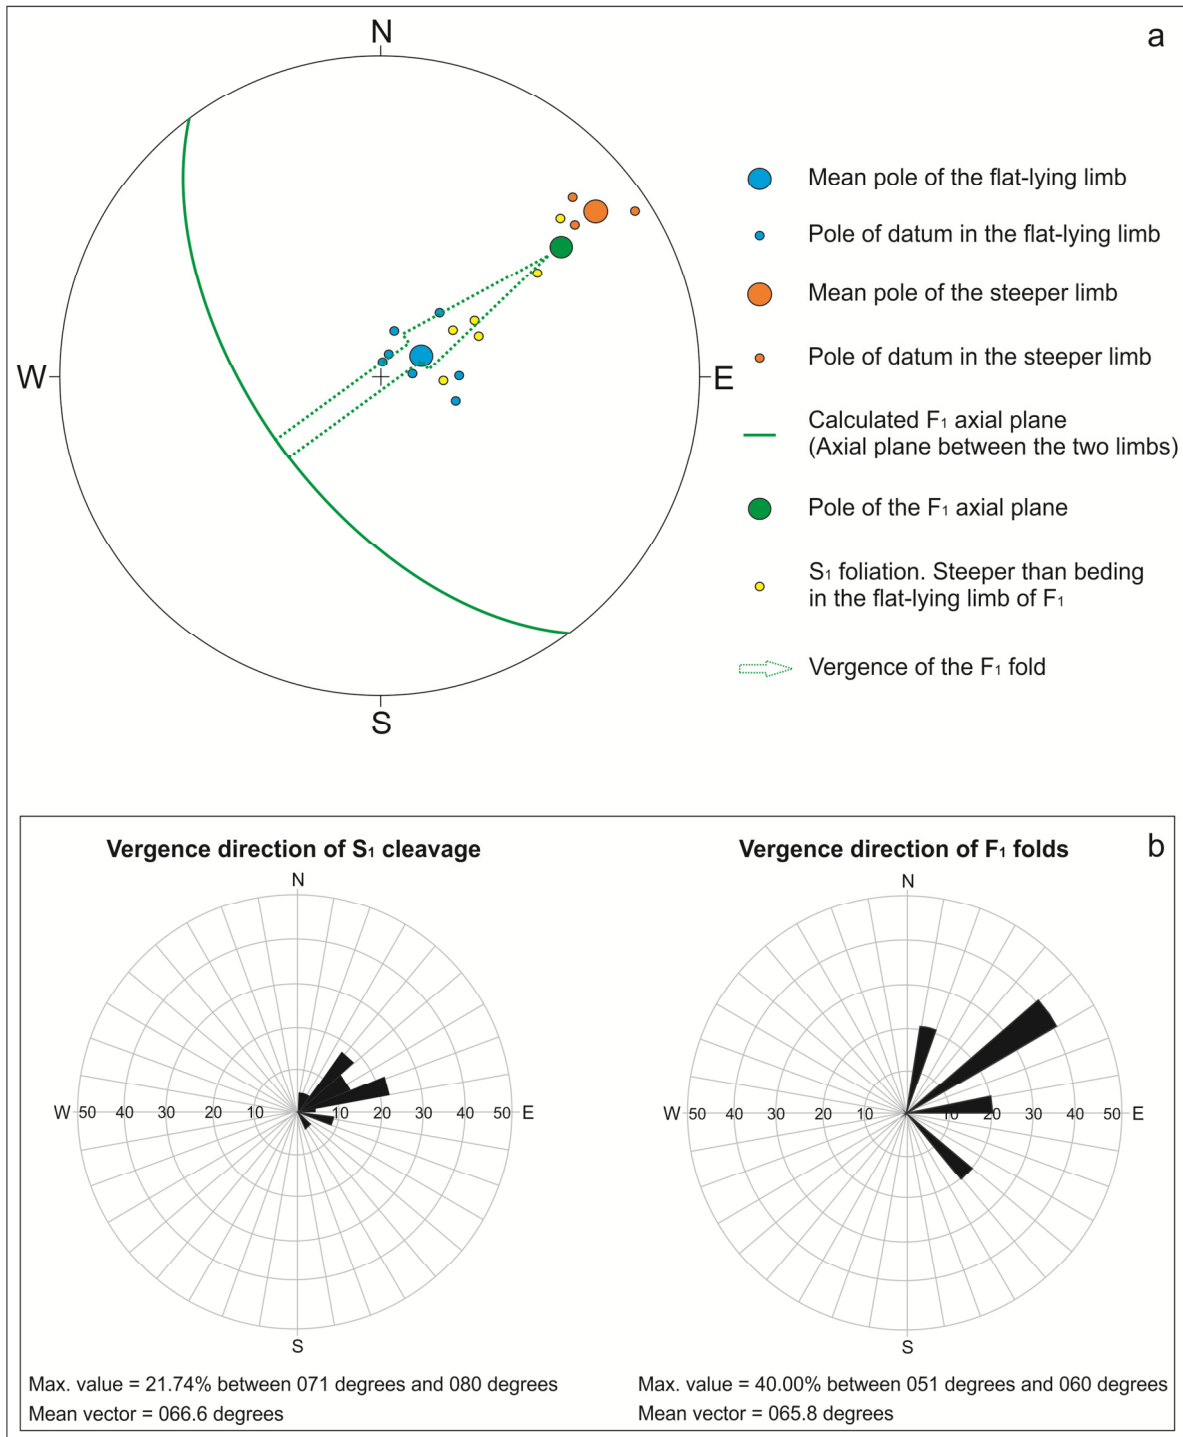 a
N
W
E
S
Mean pole of the flat-lying limb
Pole of datum in the flat-lying limb
Mean pole of the steeper limb
Pole of datum in the steeper limb
Calculated F1 axial plane
(Axial plane between the two limbs)
Pole of the F1 axial plane
S1 foliation. Steeper than beding
in the flat-lying limb of F1
Vergence of the F1 fold
b
Vergence direction of S1 cleavage
N
W 50 40 30 20 10 10 20 30 40 50 E
S
Max. value = 21.74% between 071 degrees and 080 degrees
Mean vector = 066.6 degrees
Vergence direction of F1 folds
N
W 50 40 30 20 10 10 20 30 40 50 E
S
Max. value = 40.00% between 051 degrees and 060 degrees
Mean vector = 065.8 degrees